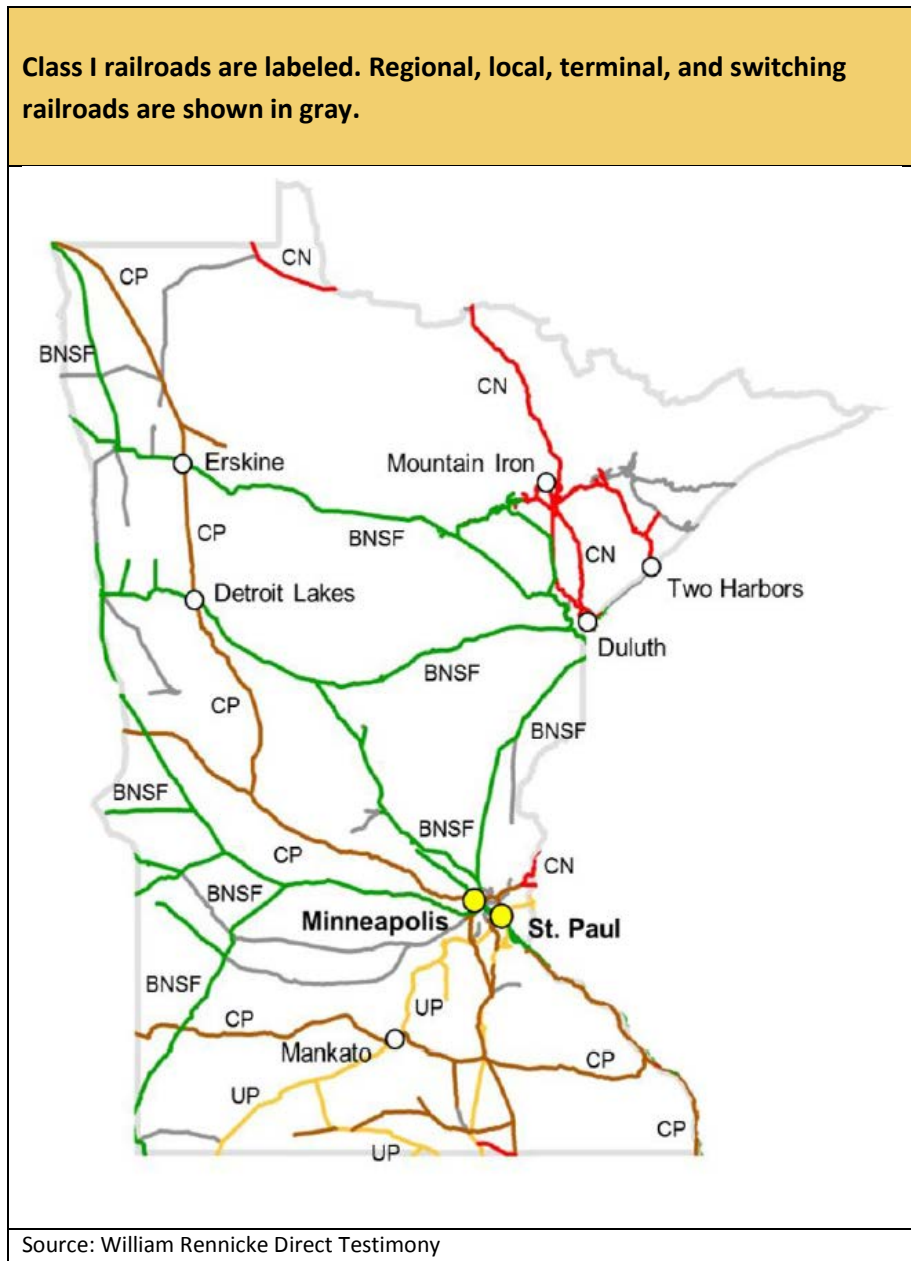 Class I railroads are labeled. Regional, local, terminal, and switching
railroads are shown in gray.
CN
CP
BNSF
CN
Erskine
Mountain Iron
CP
BNSF
CN
Detroit Lakes
Two Harbors
Duluth
BNSF
CP
BNSF
BNSF
BNSF
CP
CN
BNSF
Minneapolis
St. Paul
BNSF
UP
CP
Mankato
CP
UP
CP
UP
Source: William Rennicke Direct Testimony